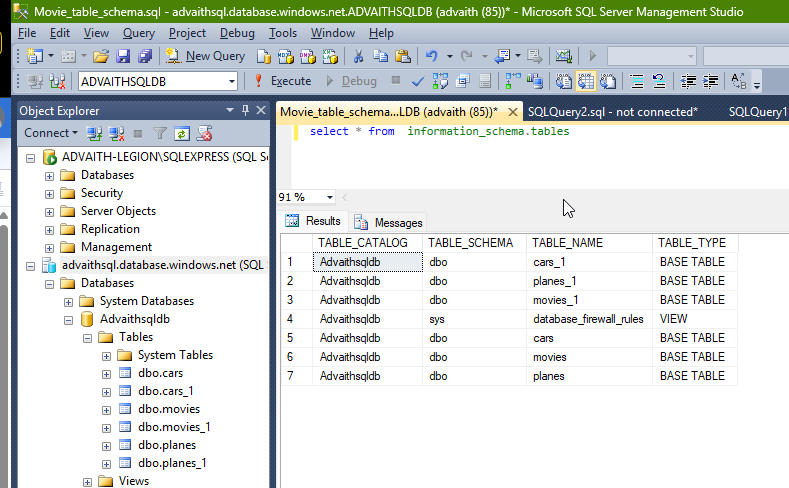 Movie_table_schema.sql - advaithsql.database.windows.net.ADVAITHSQLDB (advaith (85))* - Microsoft SQL Server Management Studio
File Edit View Query Project Debug Tools Window Help
New Query
ADVAITHSQLDB Execute Debug
Object Explorer
Connect
ADVAITH-LEGION\SQLEXPRESS (SQL S
Databases
Security
Server Objects
Replication
Management
advaithsql.database.windows.net (SQL
Databases
System Databases
Advaithsqldb
Tables
System Tables
dbo.cars
dbo.cars_1
dbo.movies
dbo.movies_1
dbo.planes
dbo.planes_1
Views
Movie_table_schema...LDB (advaith (85))* SQLQuery2.sql - not connected* SQLQuery1
select * from information_schema.tables
91 %
Results Messages
TABLE_CATALOG TABLE_SCHEMA TABLE_NAME TABLE_TYPE
1 Advaithsqldb dbo cars_1 BASE TABLE
2 Advaithsqldb dbo planes_1 BASE TABLE
3 Advaithsqldb dbo movies_1 BASE TABLE
4 Advaithsqldb sys database_firewall_rules VIEW
5 Advaithsqldb dbo cars BASE TABLE
6 Advaithsqldb dbo movies BASE TABLE
7 Advaithsqldb dbo planes BASE TABLE